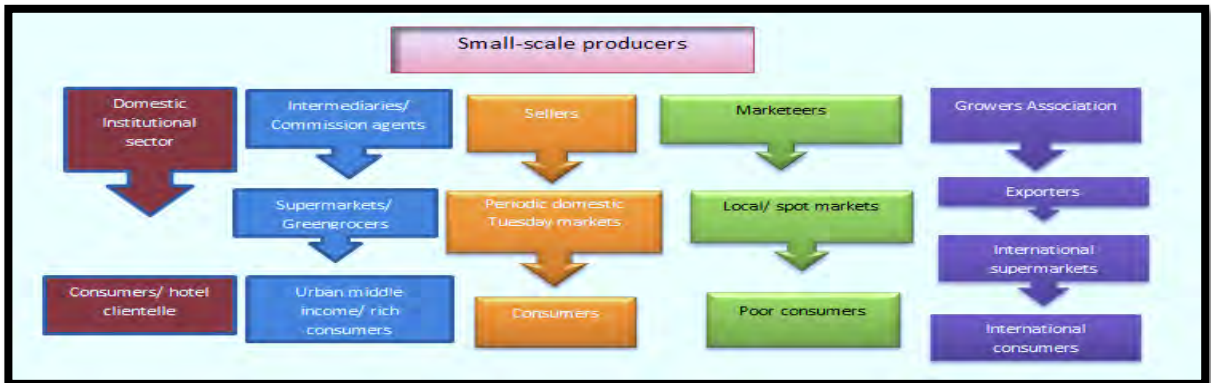 Small-scale producers
Domestic
Institutional
sector
Intermediaries/
Commission agents
Sellers
Marketeers
Growers Association
Supermarkets/
Greengrocers
Periodic domestic
Tuesday markets
Local/ spot markets
Exporters
International
supermarkets
Consumers/ hotel
clientelle
Urban middle
income/ rich
consumers
Consumers
Poor consumers
International
consumers